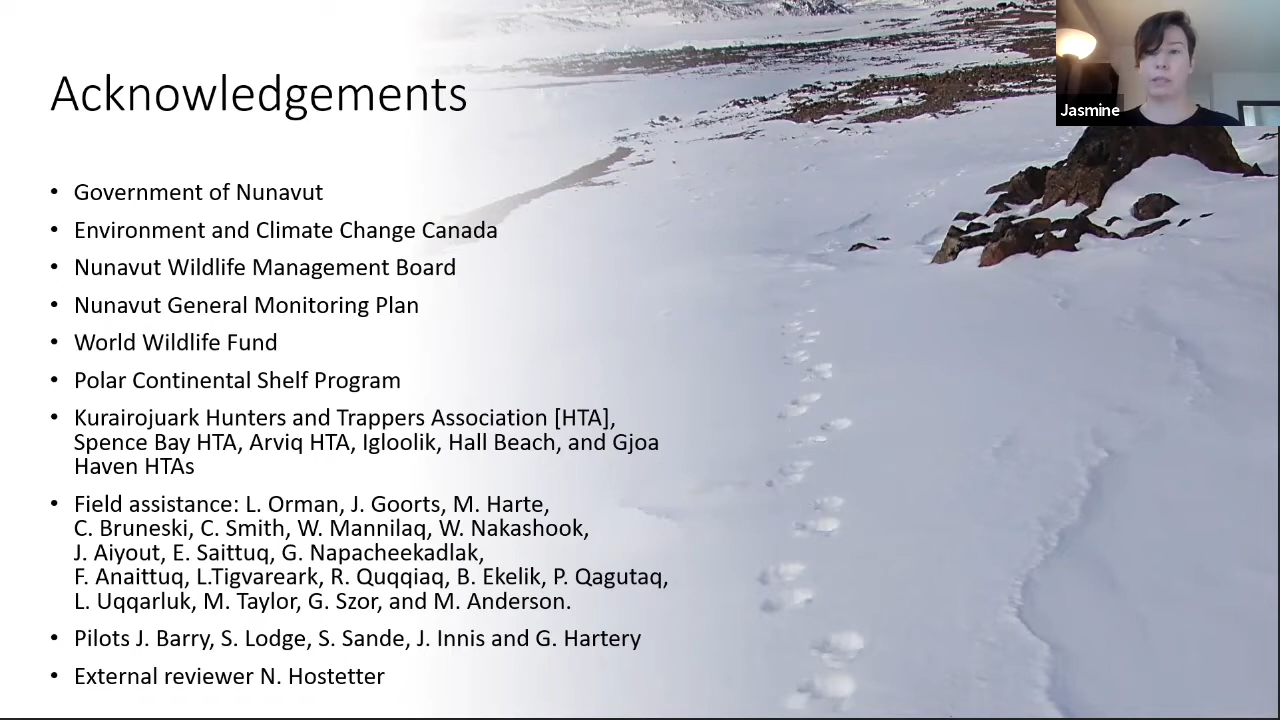 Acknowledgements
Jasmine
• Government of Nunavut
• Environment and Climate Change Canada
• Nunavut Wildlife Management Board
• Nunavut General Monitoring Plan
• World Wildlife Fund
• Polar Continental Shelf Program
• Kurairojuark Hunters and Trappers Association [HTA],
Spence Bay HTA, Arviq HTA, Igloolik, Hall Beach, and Gjoa
Haven HTAs
• Field assistance: L. Orman, J. Goorts, M. Harte,
C. Bruneski, C. Smith, W. Mannilaq, W. Nakashook,
J. Aiyout, E. Saittuq, G. Napacheekadlak,
F. Anaittuq, L.Tigvareark, R. Quqqiaq, B. Ekelik, P. Qagutaq,
L. Uqqarluk, M. Taylor, G. Szor, and M. Anderson.
• Pilots J. Barry, S. Lodge, S. Sande, J. Innis and G. Hartery
• External reviewer N. Hostetter